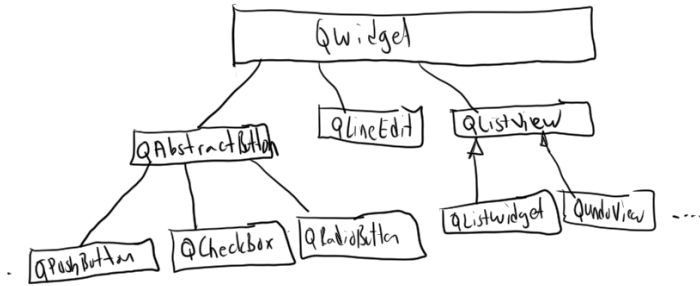 QWidget
QLineEdit
QListView
QAbstractButton
QListWidget
QUndoView
QPushButton
QCheckBox
QRadioButton
....